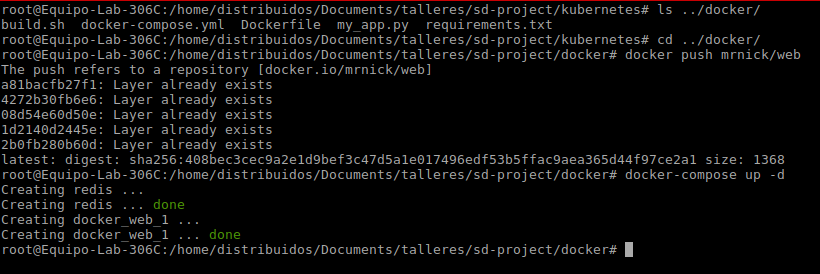 root@Equipo-Lab-306C:/home/distribuidos/Documents/talleres/sd-project/kubernetes# ls ../docker/
build.sh  docker-compose.yml  Dockerfile  my_app.py  requirements.txt
root@Equipo-Lab-306C:/home/distribuidos/Documents/talleres/sd-project/kubernetes# cd ../docker/
root@Equipo-Lab-306C:/home/distribuidos/Documents/talleres/sd-project/docker# docker push mrnick/web
The push refers to a repository [docker.io/mrnick/web]
a81bacfb27f1: Layer already exists
4272b30fb6e6: Layer already exists
08d54e60d50e: Layer already exists
1d2140d2445e: Layer already exists
2b0fb280b60d: Layer already exists
latest: digest: sha256:408bec3cec9a2e1d9bef3c47d5a1e017496edf53b5ffac9aea365d44f97ce2a1 size: 1368
root@Equipo-Lab-306C:/home/distribuidos/Documents/talleres/sd-project/docker# docker-compose up -d
Creating redis ...
Creating redis ... done
Creating docker_web_1 ...
Creating docker_web_1 ... done
root@Equipo-Lab-306C:/home/distribuidos/Documents/talleres/sd-project/docker#